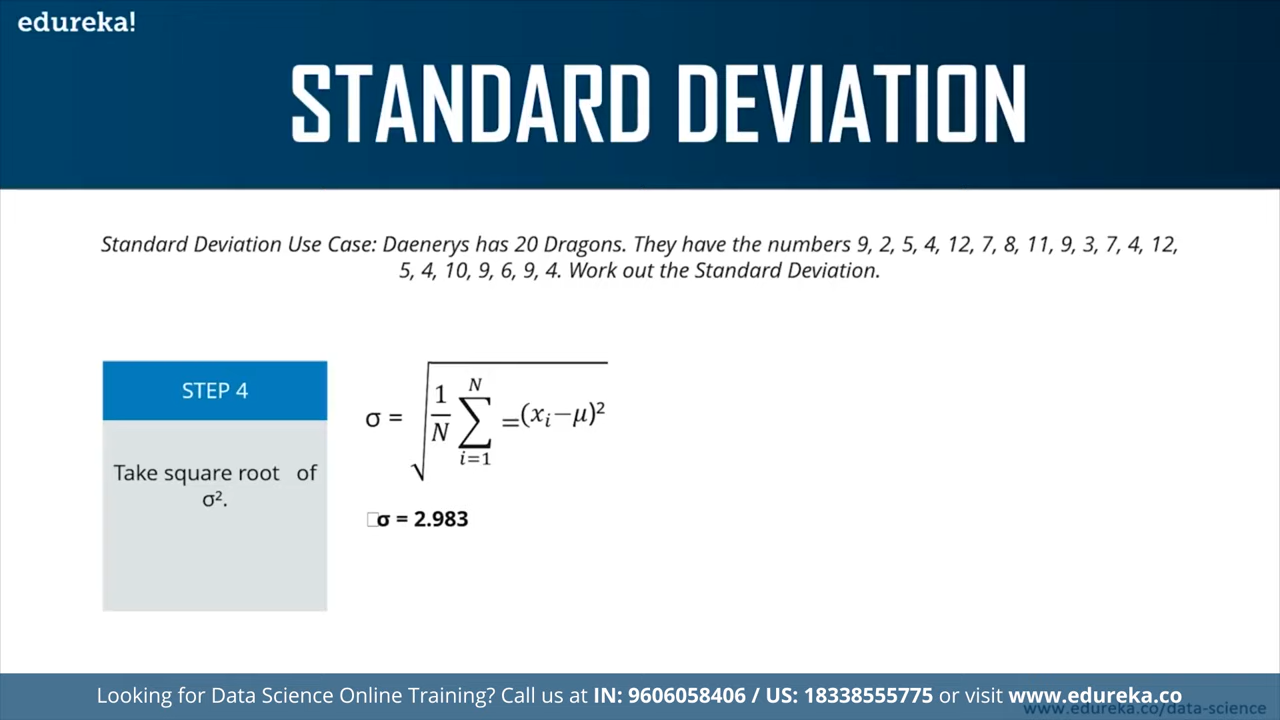 edureka!
STANDARD DEVIATION
Standard Deviation Use Case: Daenerys has 20 Dragons. They have the numbers 9, 2, 5, 4, 12, 7, 8, 11, 9, 3, 7, 4, 12,
5, 4, 10, 9, 6, 9, 4. Work out the Standard Deviation.
STEP 4
Take square root of
σ².
σ = √(1/N ∑_{i=1}^{N} =(xᵢ−μ)²)
□σ = 2.983
Looking for Data Science Online Training? Call us at IN: 9606058406 / US: 18338555775 or visit www.edureka.co
www.edureka.co/data-science